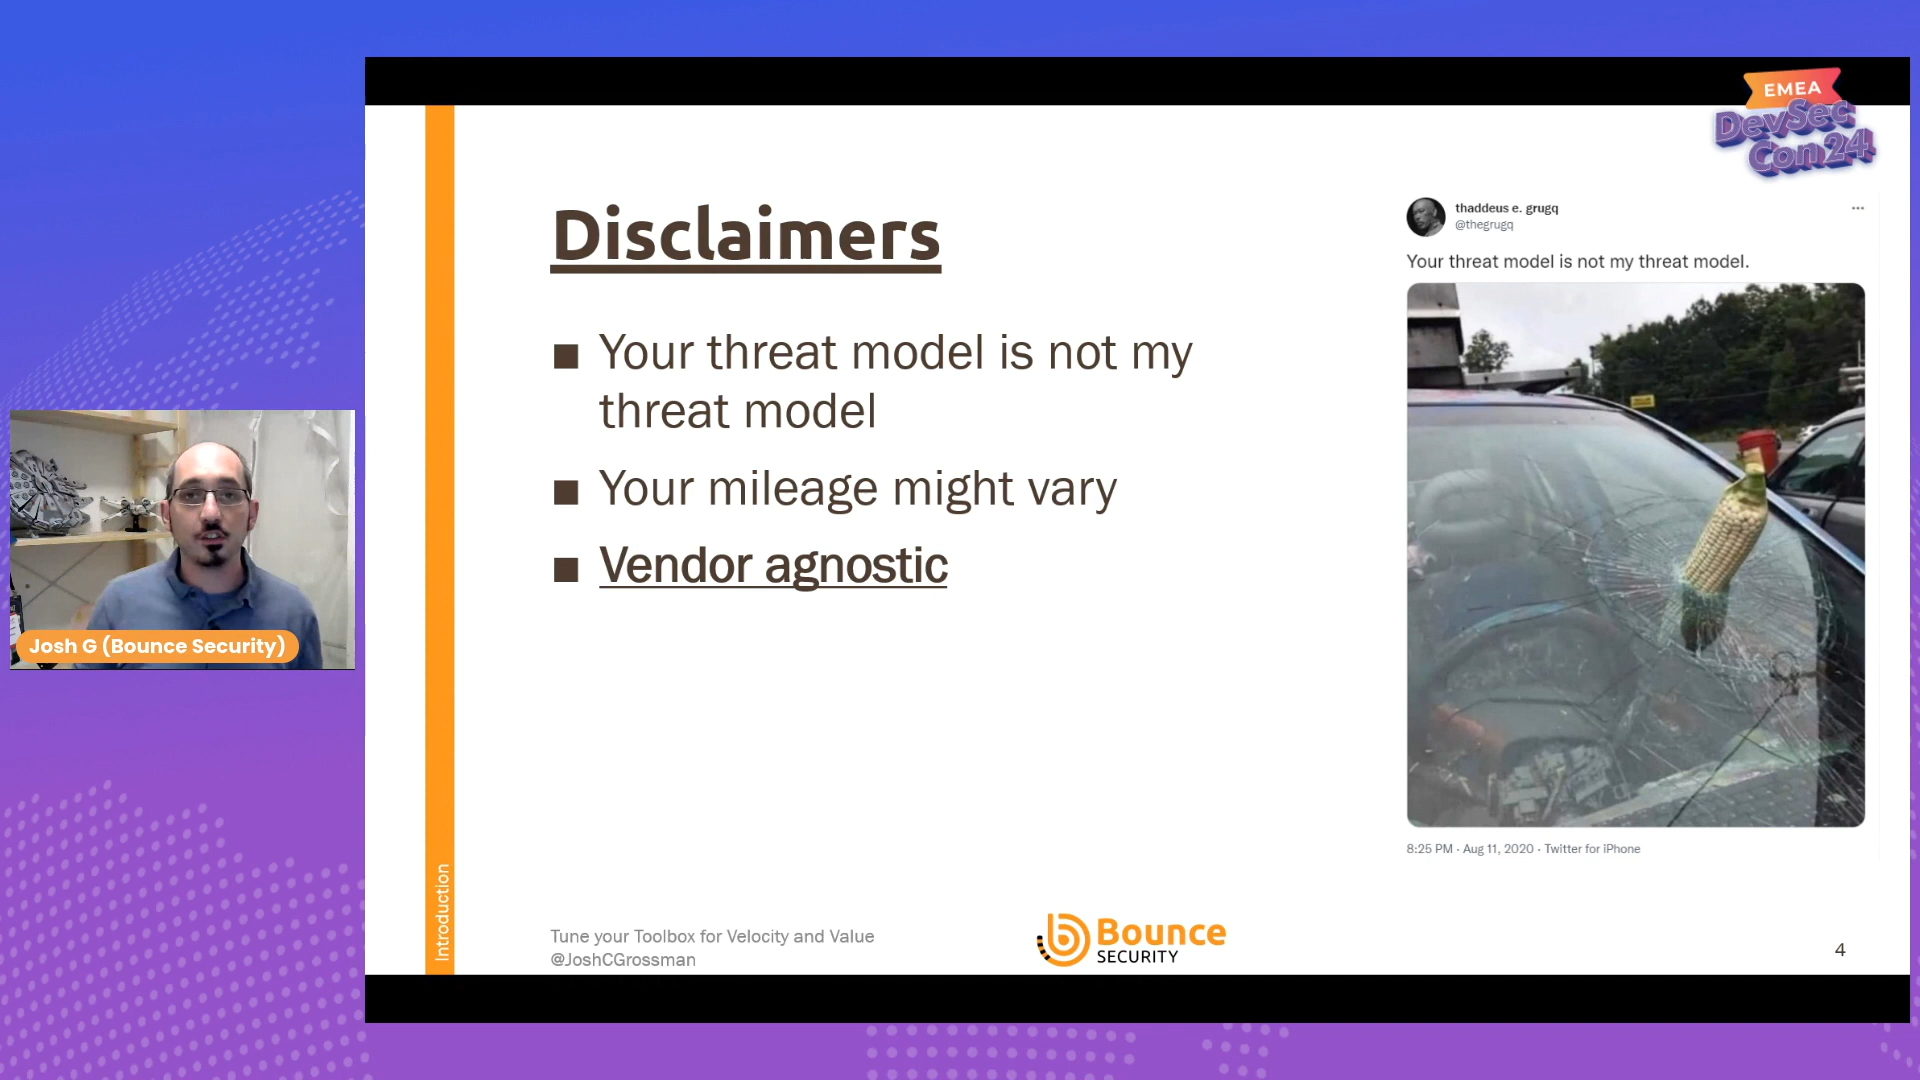 EMEA
DevSec
Con24
Disclaimers
■ Your threat model is not my
threat model
■ Your mileage might vary
■ Vendor agnostic
thaddeus e. grugq
@thegrugq
Your threat model is not my threat model.
8:25 PM · Aug 11, 2020 · Twitter for iPhone
Josh G (Bounce Security)
Introduction
Tune your Toolbox for Velocity and Value
@JoshCGrossman
Bounce
SECURITY
4